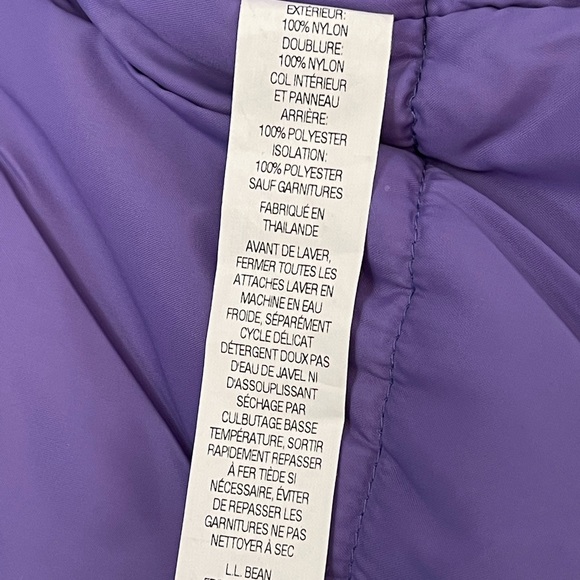 EXTÉRIEUR:
100% NYLON
DOUBLURE:
100% NYLON
COL INTÉRIEUR
ET PANNEAU
ARRIÈRE:
100% POLYESTER
ISOLATION:
100% POLYESTER
SAUF GARNITURES
FABRIQUÉ EN
THAILANDE
AVANT DE LAVER,
FERMER TOUTES LES
ATTACHES LAVER EN
MACHINE EN EAU
FROIDE, SÉPARÉMENT
CYCLE DÉLICAT
DÉTERGENT DOUX PAS
D'EAU DE JAVEL NI
D'ASSOUPLISSANT
SÉCHAGE PAR
CULBUTAGE BASSE
TEMPÉRATURE, SORTIR
RAPIDEMENT REPASSER
À FER TIÈDE SI
NÉCESSAIRE, ÉVITER
DE REPASSER LES
GARNITURES NE PAS
NETTOYER À SEC
L.L. BEAN